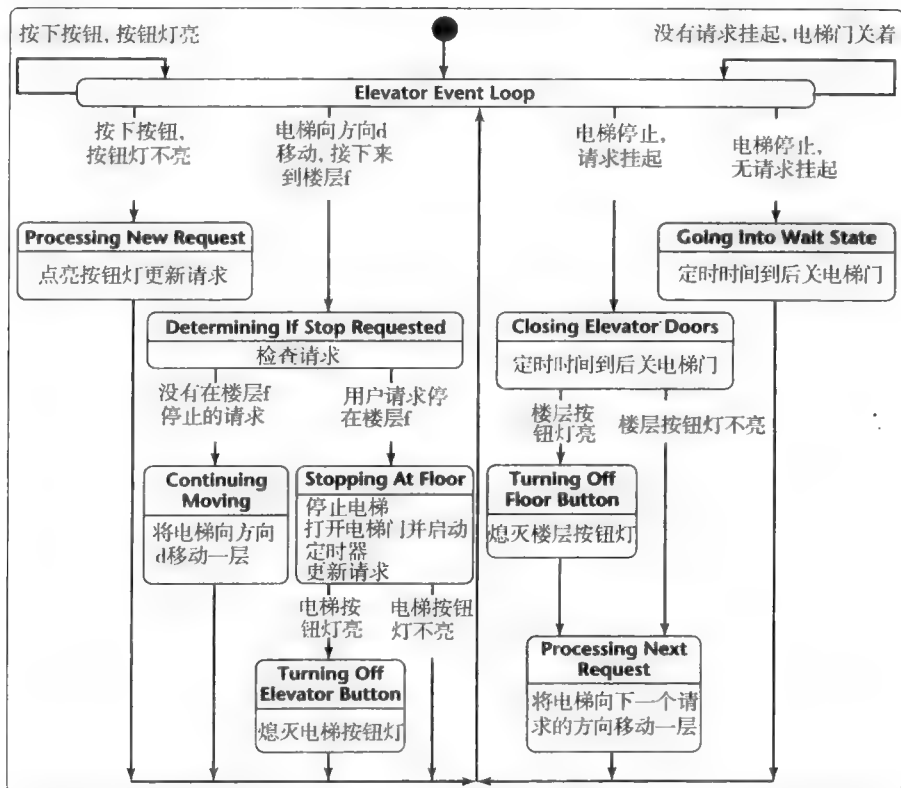 按下按钮, 按钮灯亮
没有请求挂起, 电梯门关着
Elevator Event Loop
按下按钮,
按钮灯不亮
电梯向方向d
移动, 接下来
到楼层f
电梯停止,
请求挂起
电梯停止,
无请求挂起
Processing New Request
点亮按钮灯更新请求
Going Into Wait State
定时时间到后关电梯门
Determining If Stop Requested
检查请求
Closing Elevator Doors
定时时间到后关电梯门
没有在楼层f
停止的请求
用户请求停
在楼层f
楼层按
钮灯亮
楼层按钮灯不亮
Continuing
Moving
将电梯向方向
d移动一层
Stopping At Floor
停止电梯
打开电梯门并启动
定时器
更新请求
Turning Off
Floor Button
熄灭楼层按钮灯
电梯按
钮灯亮
电梯按钮
灯不亮
Turning Off
Elevator Button
熄灭电梯按钮灯
Processing Next
Request
将电梯向下一个请
求的方向移动一层